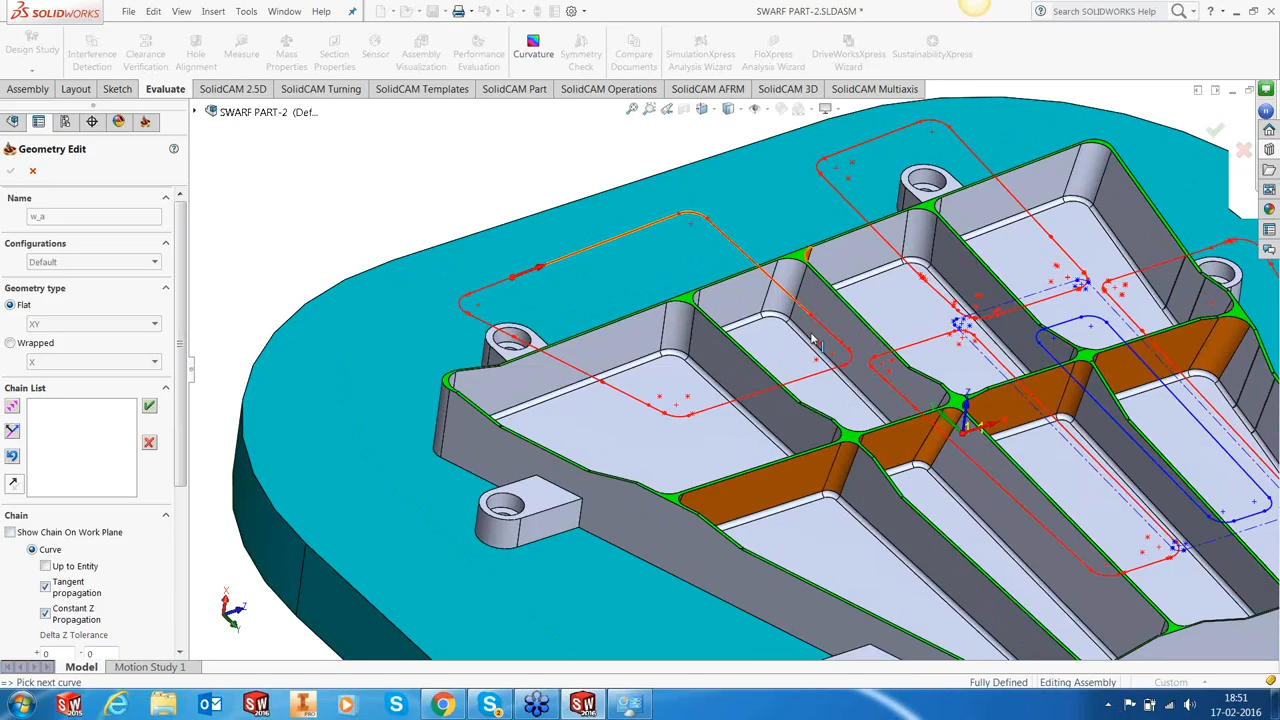 SOLIDWORKS File Edit View Insert Tools Window Help SWARF PART-2.SLDASM * Search SOLIDWORKS Help
Design Study Interference Detection Clearance Verification Hole Alignment Measure Mass Properties Section Properties Sensor Assembly Visualization Performance Evaluation Curvature Symmetry Check Compare Documents SimulationXpress Analysis Wizard FloXpress Analysis Wizard DriveWorksXpress Wizard SustainabilityXpress
Assembly Layout Sketch Evaluate SolidCAM 2.5D SolidCAM Turning SolidCAM Templates SolidCAM Part SolidCAM Operations SolidCAM AFRM SolidCAM 3D SolidCAM Multiaxis
SWARF PART-2 (Def...
Geometry Edit
Name
w_a
Configurations
Default
Geometry type
Flat
XY
Wrapped
X
Chain List
Chain
Show Chain On Work Plane
Curve
Up to Entity
Tangent propagation
Constant Z Propagation
Delta Z Tolerance
+ 0 - 0
Z
X
Z
Y
Model Motion Study 1
=> Pick next curve Fully Defined Editing Assembly Custom
18:51
17-02-2016